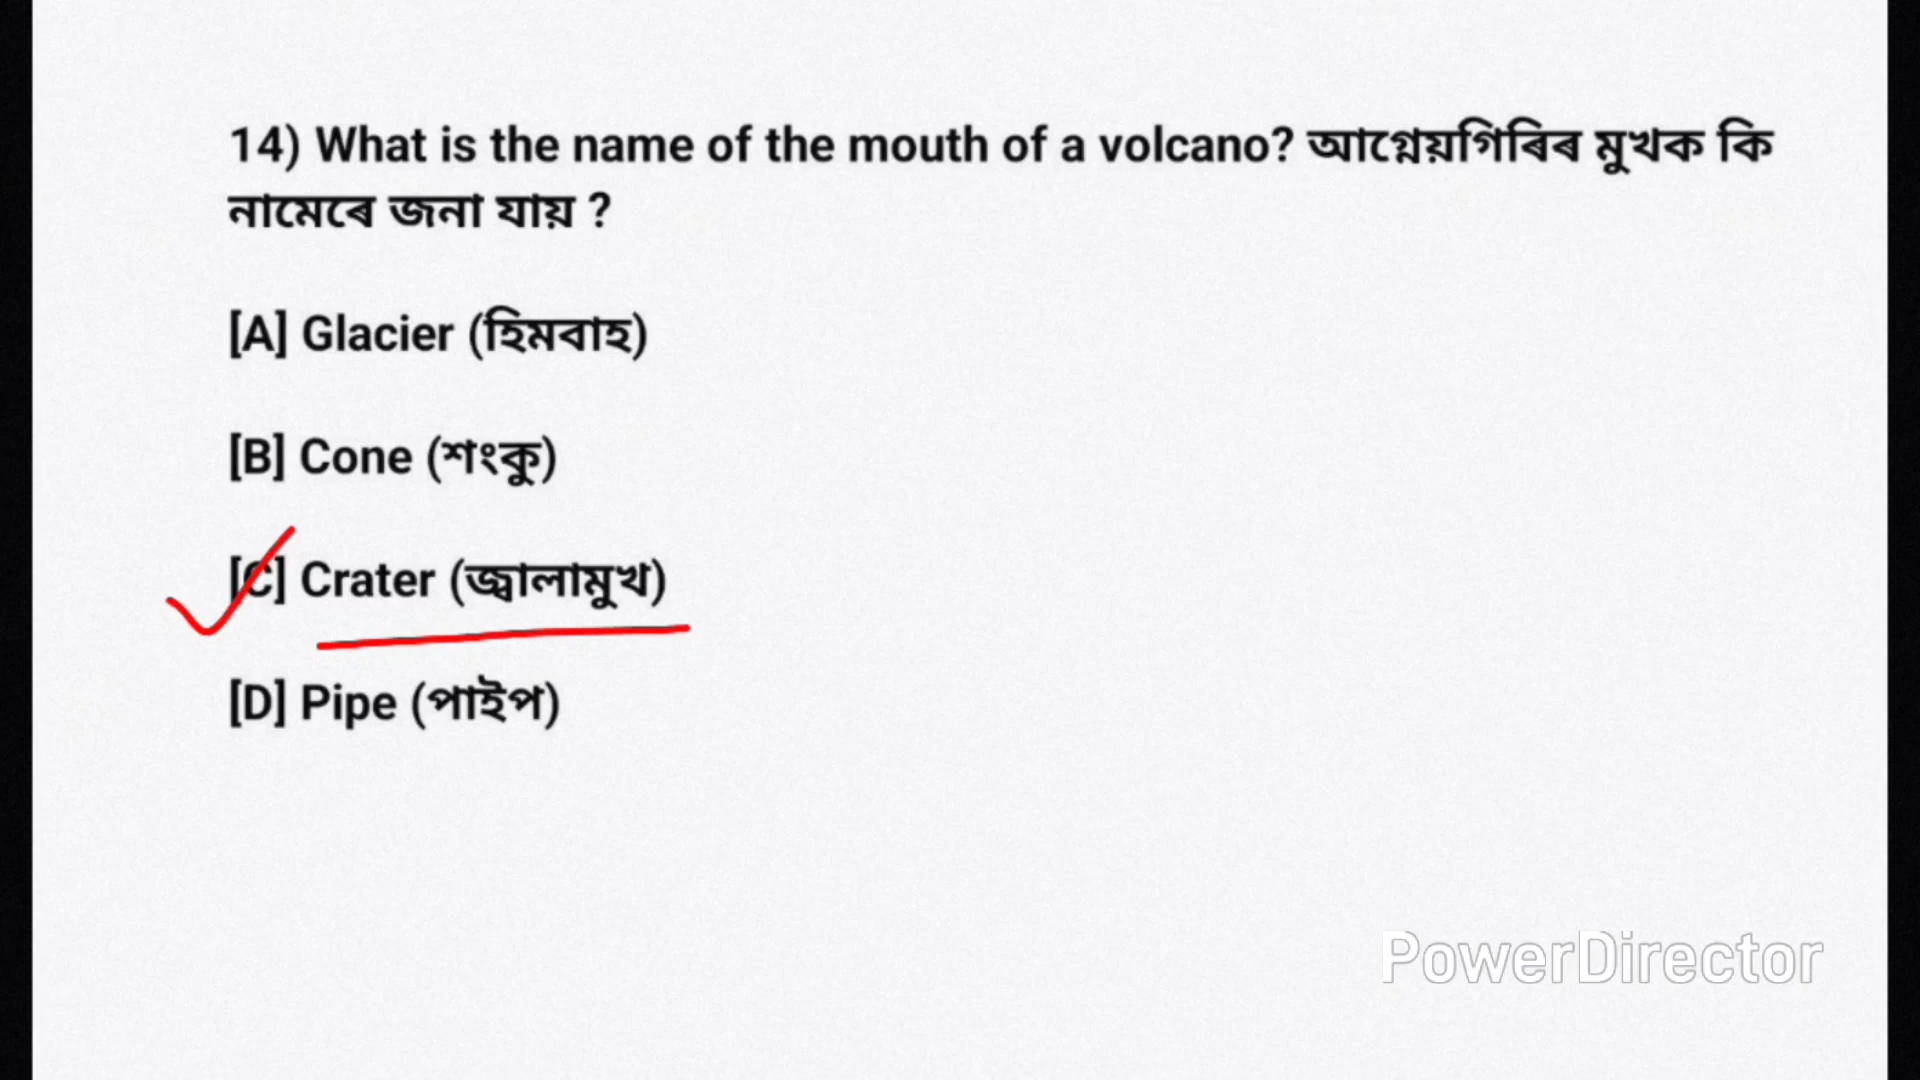 14) What is the name of the mouth of a volcano? আগ্নেয়গিৰিৰ মুখক কি
নামেৰে জনা যায় ?
[A] Glacier (হিমবাহ)
[B] Cone (শংকু)
[C] Crater (জ্বালামুখ)
[D] Pipe (পাইপ)
PowerDirector